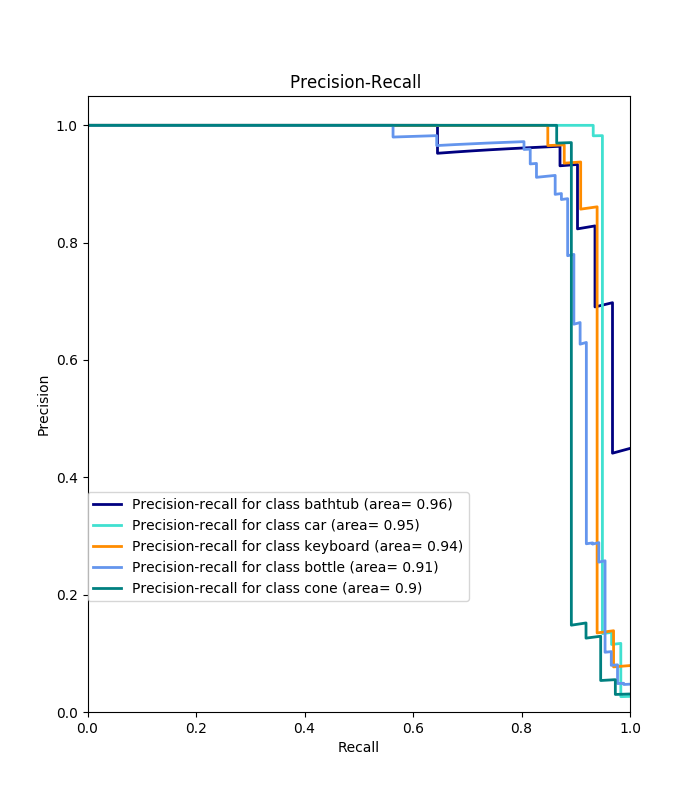 Precision-Recall
1.0
0.8
0.6
0.4
0.2
0.0
Precision
Precision-recall for class bathtub (area= 0.96)
Precision-recall for class car (area= 0.95)
Precision-recall for class keyboard (area= 0.94)
Precision-recall for class bottle (area= 0.91)
Precision-recall for class cone (area= 0.9)
0.0 0.2 0.4 0.6 0.8 1.0
Recall